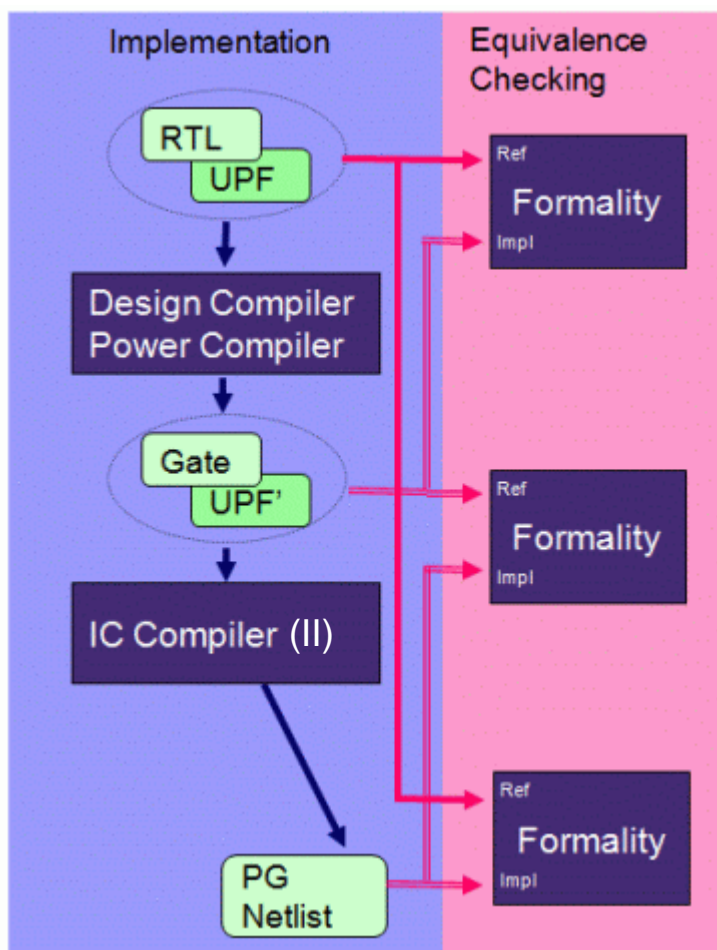 Implementation
Equivalence
Checking
RTL
UPF
Ref
Formality
Impl
Design Compiler
Power Compiler
Gate
UPF’
Ref
Formality
Impl
IC Compiler (II)
Ref
Formality
Impl
PG
Netlist